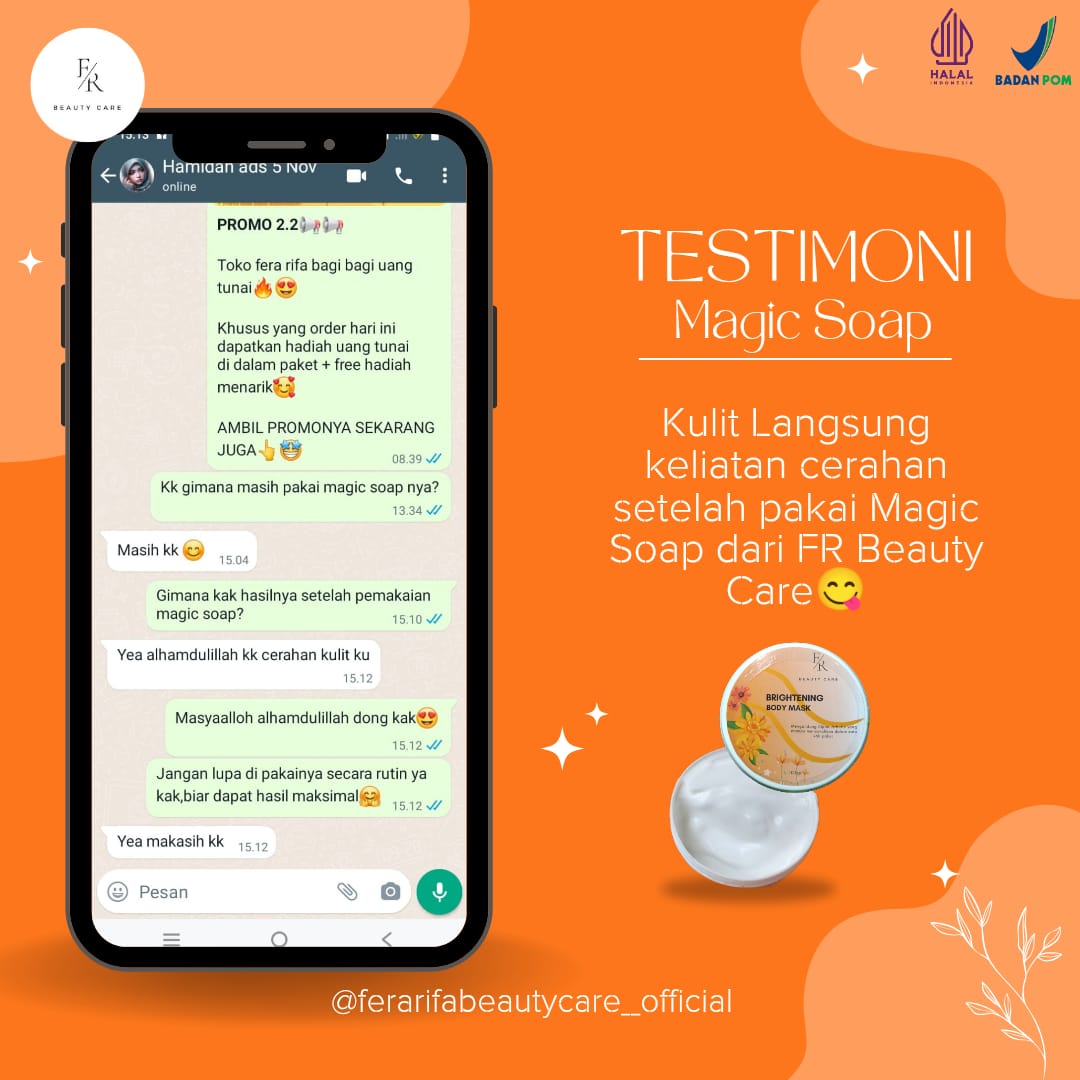 F/R
BEAUTY CARE
HALAL
INDONESIA
BADAN POM
15.13
Hamidah ads 5 Nov
online
PROMO 2.2
Toko fera rifa bagi bagi uang
tunai🔥😍
Khusus yang order hari ini
dapatkan hadiah uang tunai
di dalam paket + free hadiah
menarik🥰
AMBIL PROMONYA SEKARANG
JUGA👆🤩
08.39
Kk gimana masih pakai magic soap nya?
13.34
Masih kk 😊
15.04
Gimana kak hasilnya setelah pemakaian
magic soap?
15.10
Yea alhamdulillah kk cerahan kulit ku
15.12
Masyaalloh alhamdulillah dong kak😍
15.12
Jangan lupa di pakainya secara rutin ya
kak,biar dapat hasil maksimal🤗
15.12
Yea makasih kk
15.12
Pesan
TESTIMONI
Magic Soap
Kulit Langsung
keliatan cerahan
setelah pakai Magic
Soap dari FR Beauty
Care😋
F/R
BEAUTY CARE
BRIGHTENING
BODY MASK
@ferarifabeautycare__official